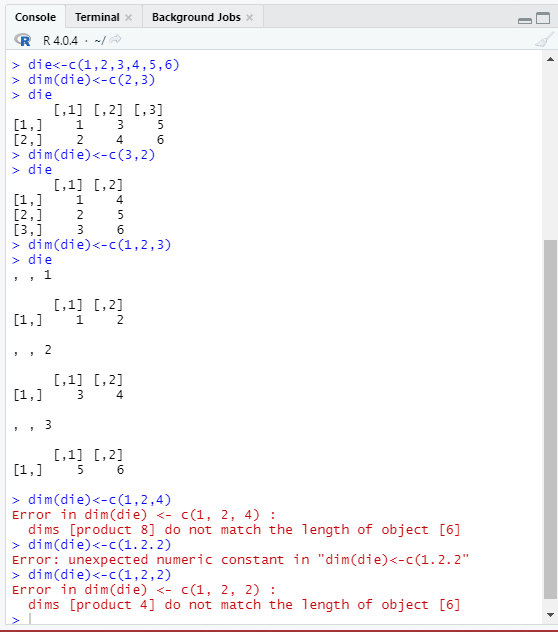 Console Terminal × Background Jobs ×
R 4.0.4 · ~/
> die<-c(1,2,3,4,5,6)
> dim(die)<-c(2,3)
> die
     [,1] [,2] [,3]
[1,]    1    3    5
[2,]    2    4    6
> dim(die)<-c(3,2)
> die
     [,1] [,2]
[1,]    1    4
[2,]    2    5
[3,]    3    6
> dim(die)<-c(1,2,3)
> die
, , 1
     [,1] [,2]
[1,]    1    2
, , 2
     [,1] [,2]
[1,]    3    4
, , 3
     [,1] [,2]
[1,]    5    6
> dim(die)<-c(1,2,4)
Error in dim(die) <- c(1, 2, 4) :
  dims [product 8] do not match the length of object [6]
> dim(die)<-c(1.2.2)
Error: unexpected numeric constant in "dim(die)<-c(1.2.2"
> dim(die)<-c(1,2,2)
Error in dim(die) <- c(1, 2, 2) :
  dims [product 4] do not match the length of object [6]
>